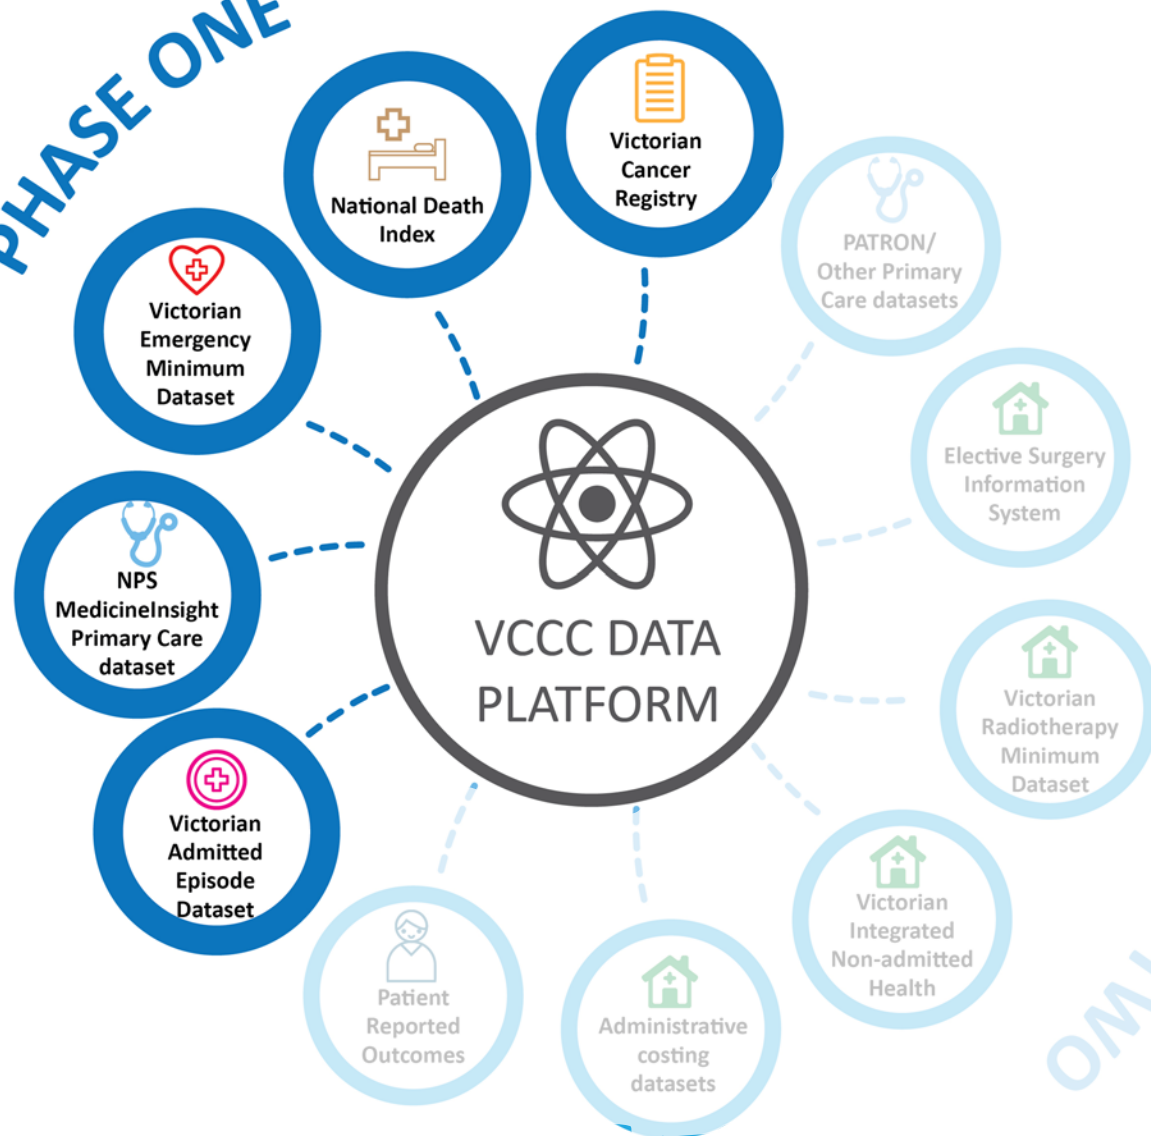 PHASE ONE
Victorian
Cancer
Registry
National Death
Index
Victorian
Emergency
Minimum
Dataset
NPS
MedicineInsight
Primary Care
dataset
Victorian
Admitted
Episode
Dataset
VCCC DATA
PLATFORM
PATRON/
Other Primary
Care datasets
Elective Surgery
Information
System
Victorian
Radiotherapy
Minimum
Dataset
Victorian
Integrated
Non-admitted
Health
Administrative
costing
datasets
Patient
Reported
Outcomes
TWO